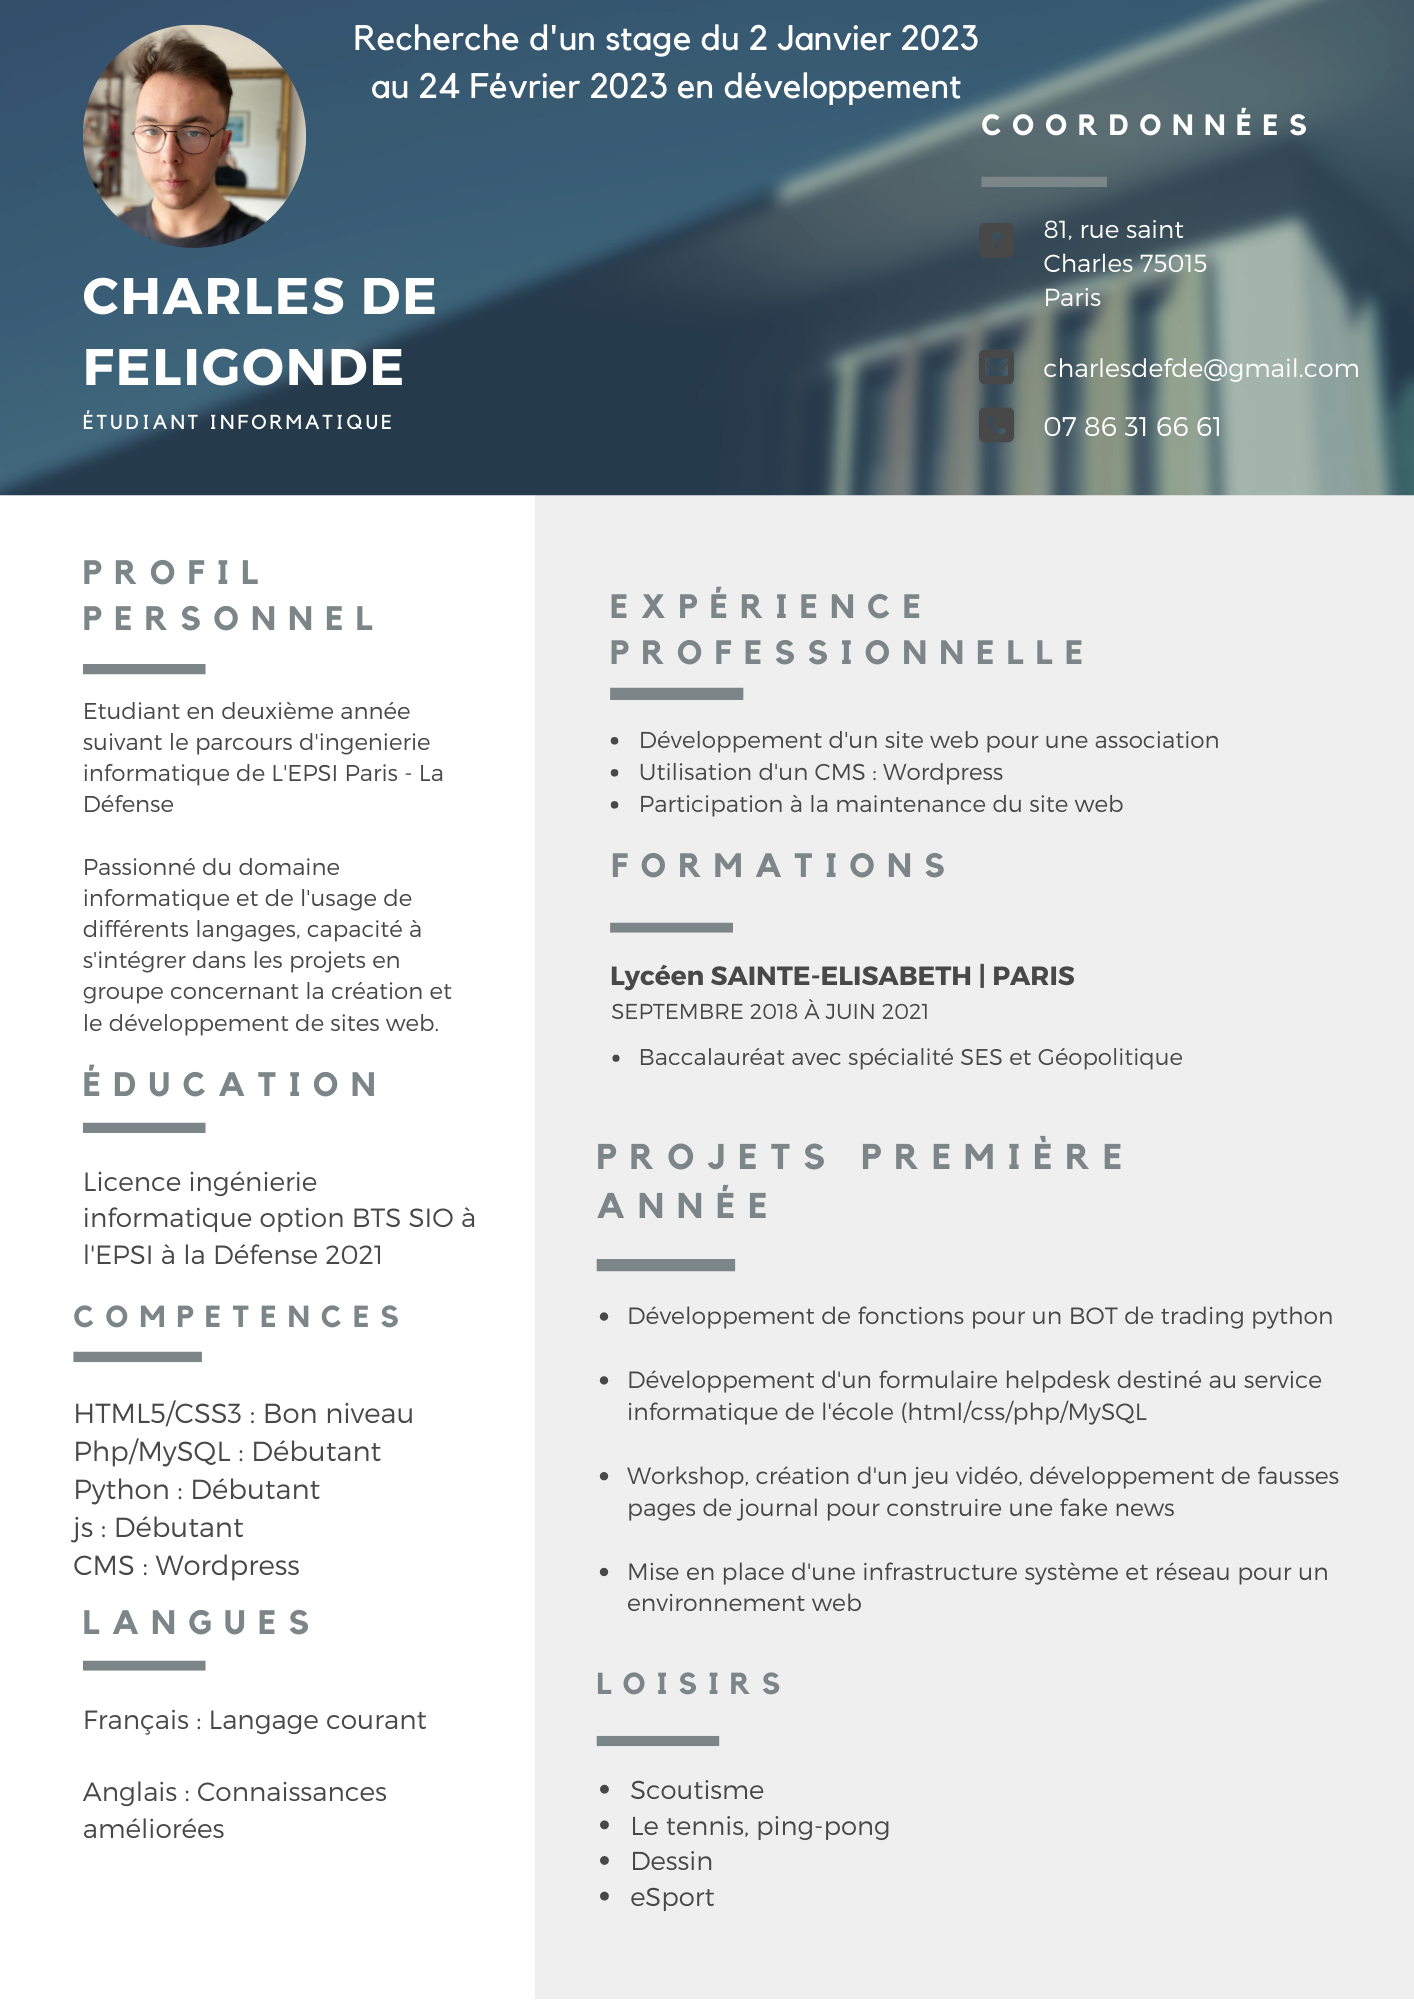 Recherche d'un stage du 2 Janvier 2023
au 24 Février 2023 en développement
CHARLES DE
FELIGONDE
ÉTUDIANT INFORMATIQUE
COORDONNÉES
81, rue saint
Charles 75015
Paris
charlesdefde@gmail.com
07 86 31 66 61
PROFIL
PERSONNEL
Etudiant en deuxième année
suivant le parcours d'ingenierie
informatique de L'EPSI Paris - La
Défense
Passionné du domaine
informatique et de l'usage de
différents langages, capacité à
s'intégrer dans les projets en
groupe concernant la création et
le développement de sites web.
ÉDUCATION
Licence ingénierie
informatique option BTS SIO à
l'EPSI à la Défense 2021
COMPETENCES
HTML5/CSS3 : Bon niveau
Php/MySQL : Débutant
Python : Débutant
js : Débutant
CMS : Wordpress
LANGUES
Français : Langage courant
Anglais : Connaissances
améliorées
EXPÉRIENCE
PROFESSIONNELLE
• Développement d'un site web pour une association
• Utilisation d'un CMS : Wordpress
• Participation à la maintenance du site web
FORMATIONS
Lycéen SAINTE-ELISABETH | PARIS
SEPTEMBRE 2018 À JUIN 2021
• Baccalauréat avec spécialité SES et Géopolitique
PROJETS PREMIÈRE
ANNÉE
• Développement de fonctions pour un BOT de trading python
• Développement d'un formulaire helpdesk destiné au service
informatique de l'école (html/css/php/MySQL
• Workshop, création d'un jeu vidéo, développement de fausses
pages de journal pour construire une fake news
• Mise en place d'une infrastructure système et réseau pour un
environnement web
LOISIRS
• Scoutisme
• Le tennis, ping-pong
• Dessin
• eSport